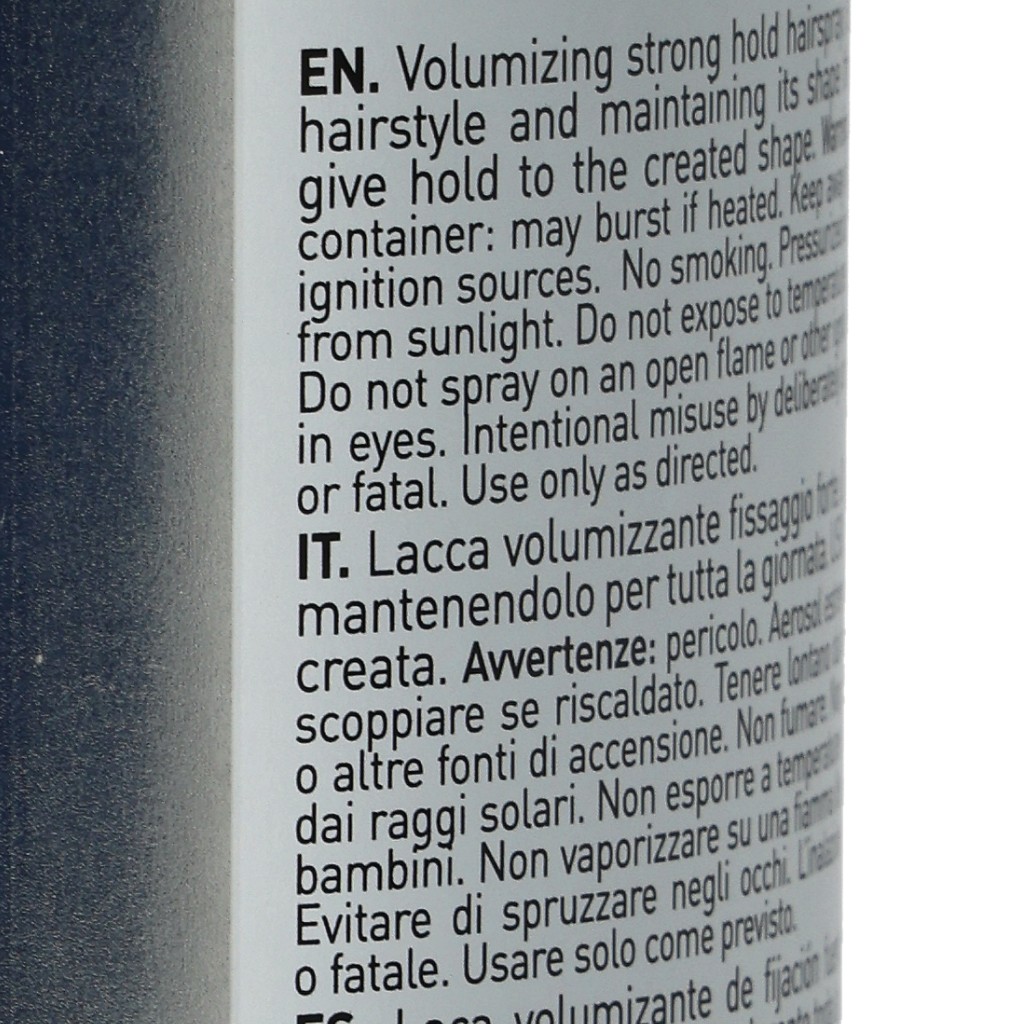 EN. Volumizing strong hold hairspray
hairstyle and maintaining its shape
give hold to the created shape.
container: may burst if heated. Keep
ignition sources. No smoking.
from sunlight. Do not expose to
Do not spray on an open flame or other
in eyes. Intentional misuse by
or fatal. Use only as directed.
IT. Lacca volumizzante fissaggio forte
mantenendolo per tutta la giornata.
creata. Avvertenze: pericolo. Aerosol
scoppiare se riscaldato. Tenere lontano
o altre fonti di accensione. Non fumare.
dai raggi solari. Non esporre a
bambini. Non vaporizzare su una fiamma
Evitare di spruzzare negli occhi.
o fatale. Usare solo come previsto.
volumizante de fijación